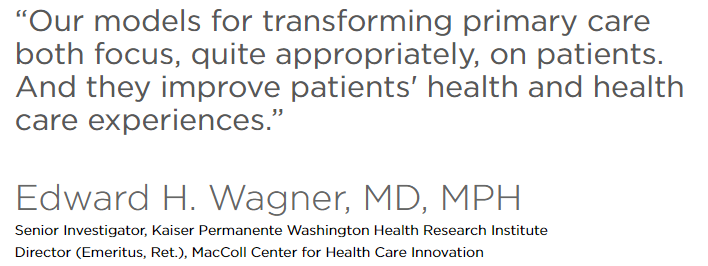 “Our models for transforming primary care
both focus, quite appropriately, on patients.
And they improve patients' health and health
care experiences.”
Edward H. Wagner, MD, MPH
Senior Investigator, Kaiser Permanente Washington Health Research Institute
Director (Emeritus, Ret.), MacColl Center for Health Care Innovation